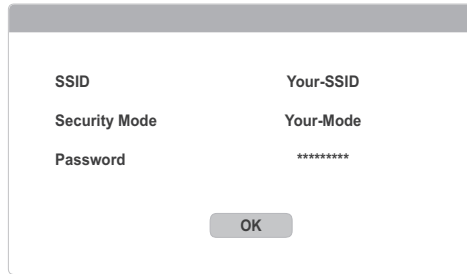 SSID Your-SSID
Security Mode Your-Mode
Password *********
OK